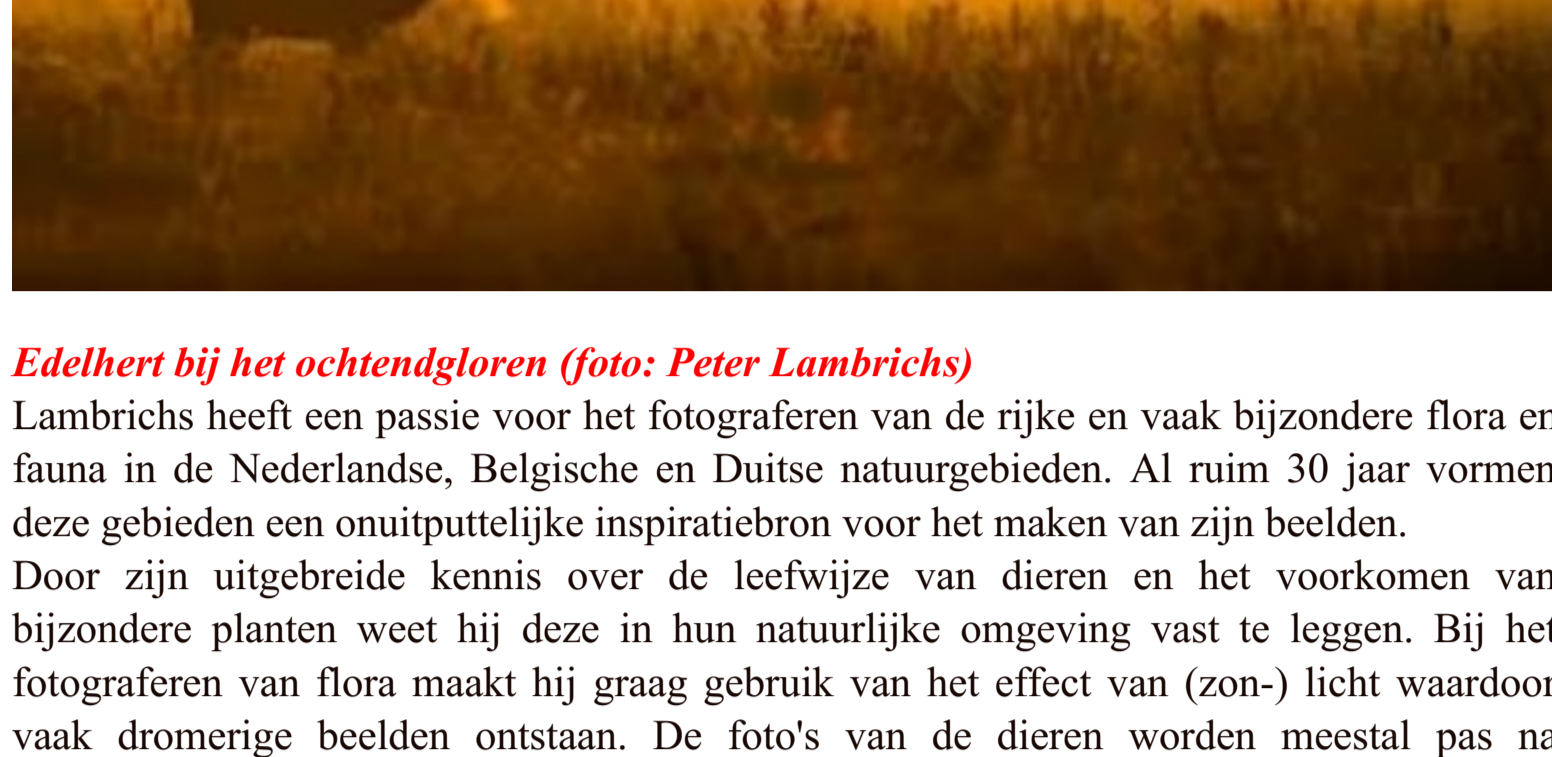 Edelhert bij het ochtendgloren (foto: Peter Lambrichs)
Lambrichs heeft een passie voor het fotograferen van de rijke en vaak bijzondere flora en
fauna in de Nederlandse, Belgische en Duitse natuurgebieden. Al ruim 30 jaar vormen
deze gebieden een onuitputtelijke inspiratiebron voor het maken van zijn beelden.
Door zijn uitgebreide kennis over de leefwijze van dieren en het voorkomen van
bijzondere planten weet hij deze in hun natuurlijke omgeving vast te leggen. Bij het
fotograferen van flora maakt hij graag gebruik van het effect van (zon-) licht waardoor
vaak dromerige beelden ontstaan. De foto's van de dieren worden meestal pas na